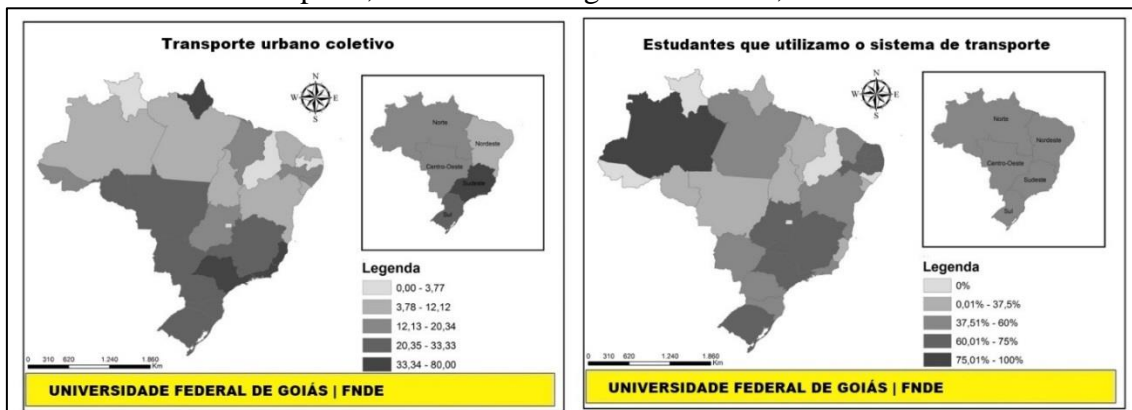 Transporte urbano coletivo
N
W E
S
Norte
Nordeste
Centro-Oeste
Sudeste
Sul
Legenda
0,00 - 3,77
3,78 - 12,12
12,13 - 20,34
20,35 - 33,33
33,34 - 80,00
0 310 620 1.240 1.860
Km
UNIVERSIDADE FEDERAL DE GOIÁS | FNDE
Estudantes que utilizamo o sistema de transporte
N
W E
S
Norte
Nordeste
Centro-Oeste
Sudeste
Sul
Legenda
0%
0,01% - 37,5%
37,51% - 60%
60,01% - 75%
75,01% - 100%
0 310 620 1.240 1.860
Km
UNIVERSIDADE FEDERAL DE GOIÁS | FNDE